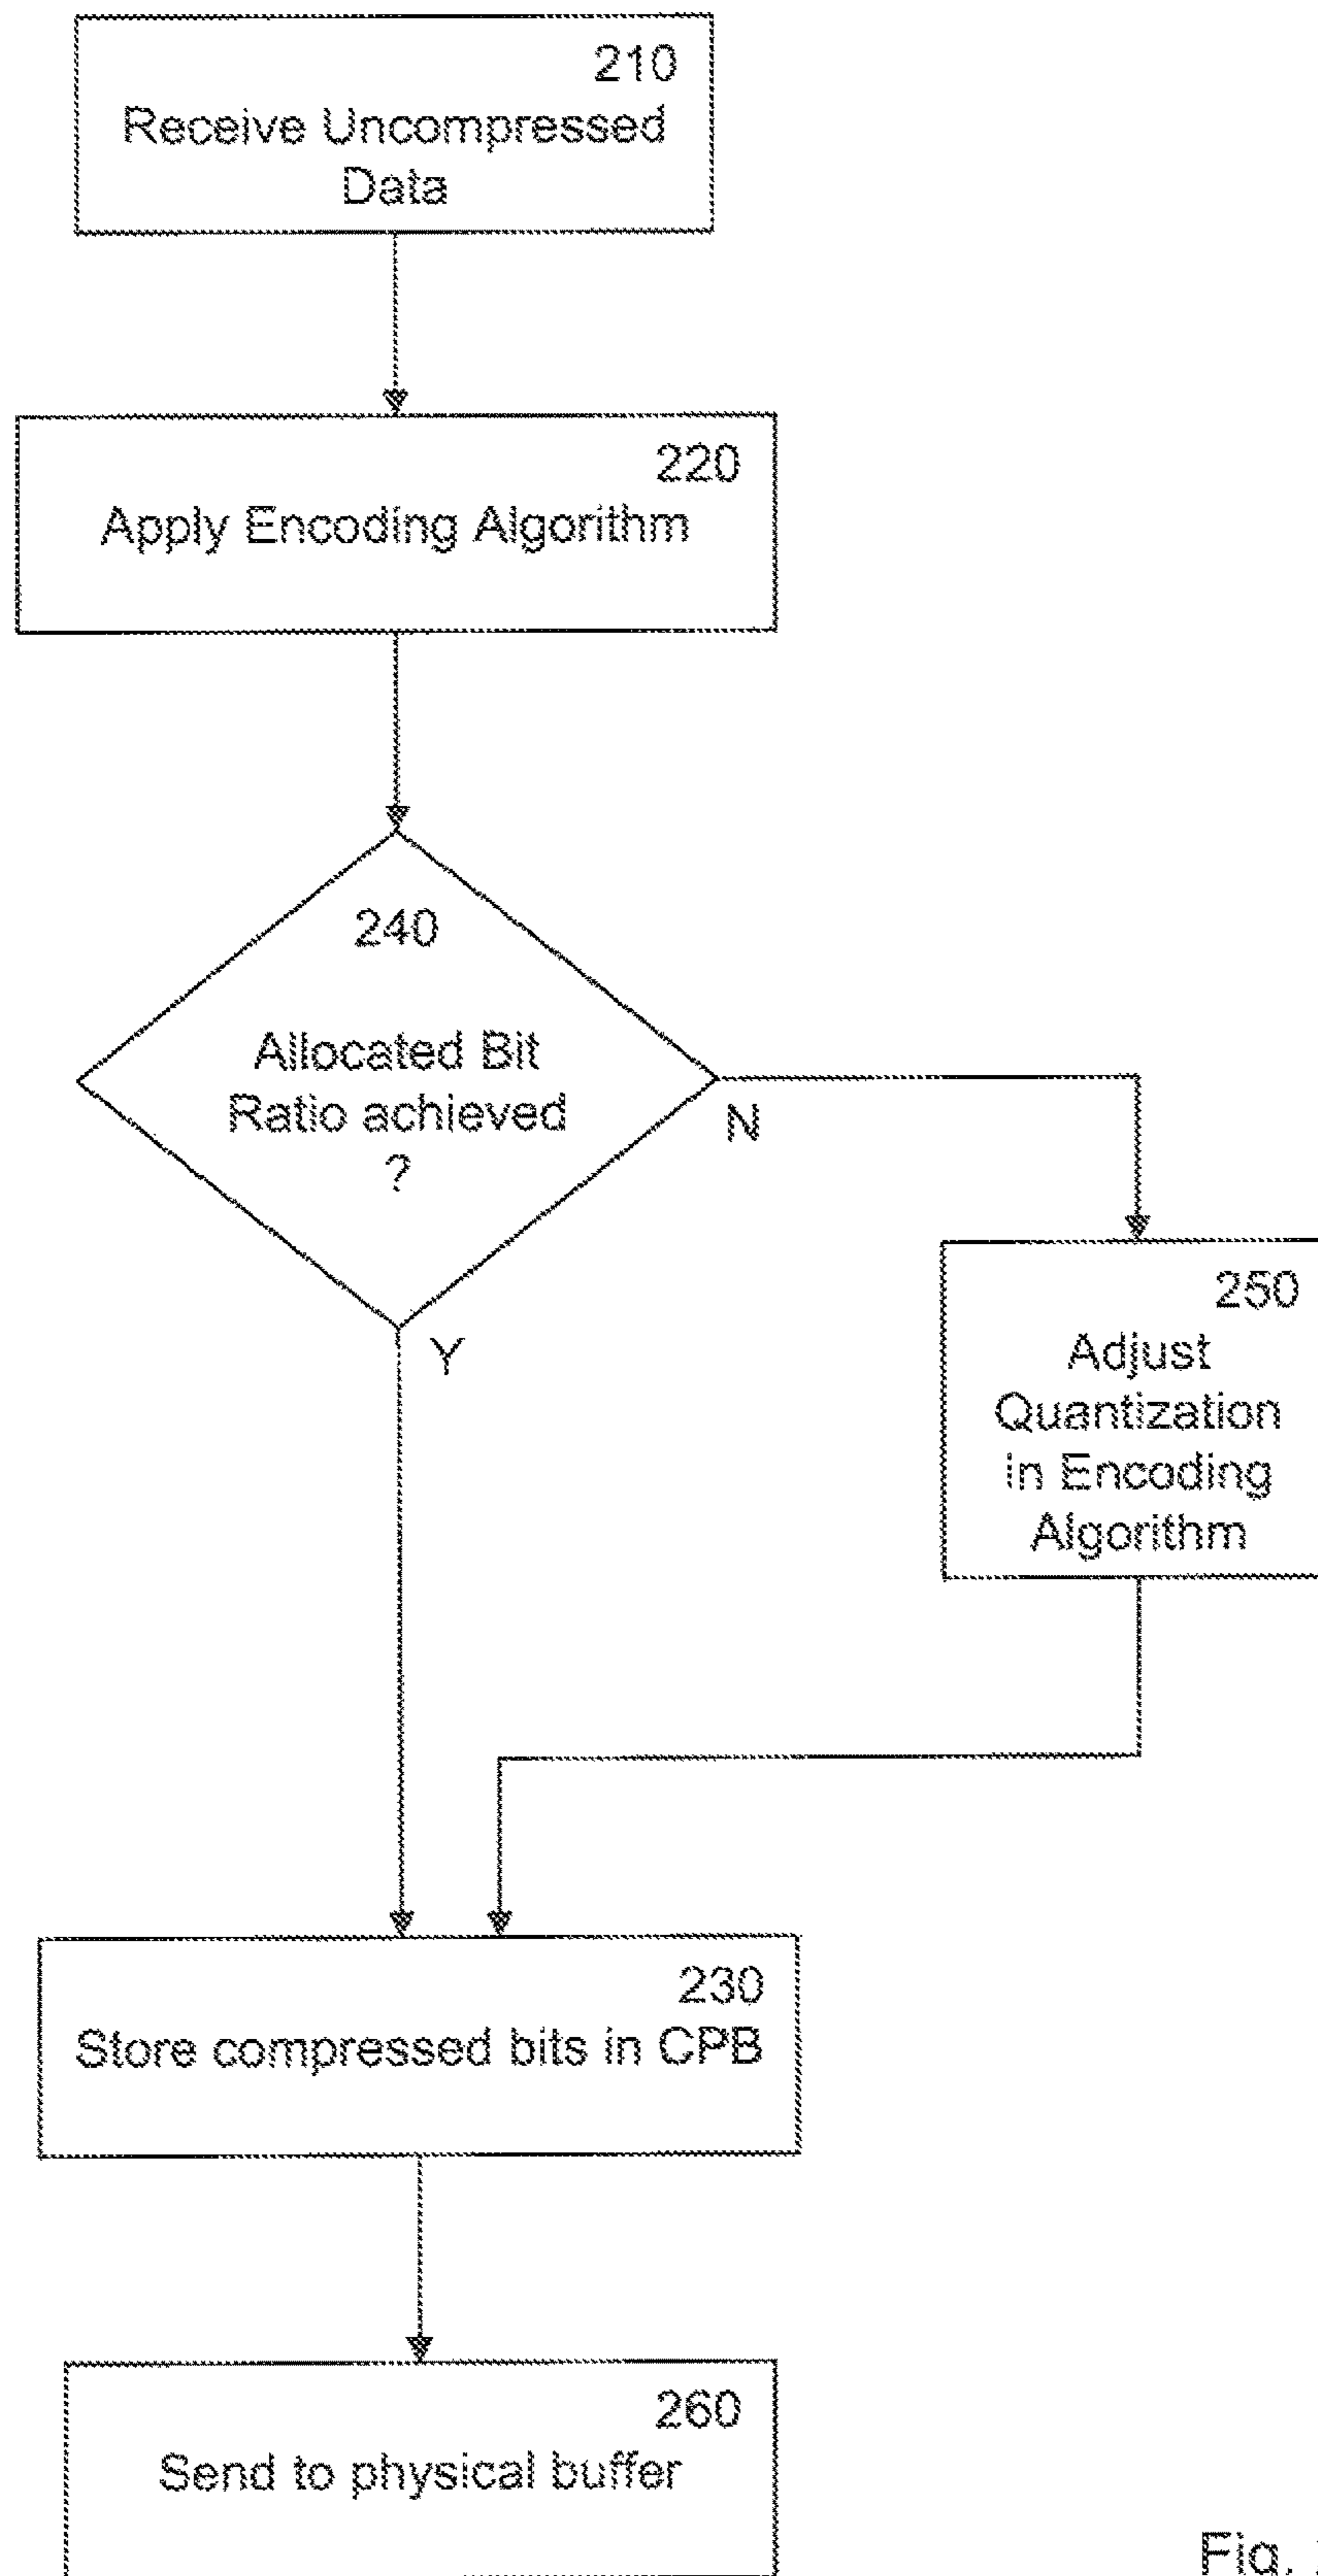 210
Receive Uncompressed
Data
220
Apply Encoding Algorithm
240
Allocated Bit
Ratio achieved
?
N
Y
250
Adjust
Quantization
in Encoding
Algorithm
230
Store compressed bits in CPB
260
Send to physical buffer
Fig.